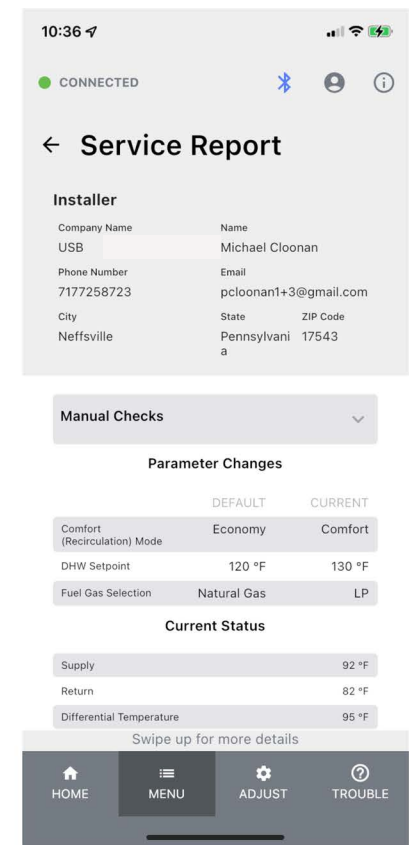 10:36
CONNECTED
← Service Report
Installer
Company Name Name
USB Michael Cloonan
Phone Number Email
7177258723 pcloonan1+3@gmail.com
City State ZIP Code
Neffsville Pennsylvani 17543
a
Manual Checks
Parameter Changes
DEFAULT CURRENT
Comfort Economy Comfort
(Recirculation) Mode
DHW Setpoint 120 °F 130 °F
Fuel Gas Selection Natural Gas LP
Current Status
Supply 92 °F
Return 82 °F
Differential Temperature 95 °F
Swipe up for more details
HOME MENU ADJUST TROUBLE